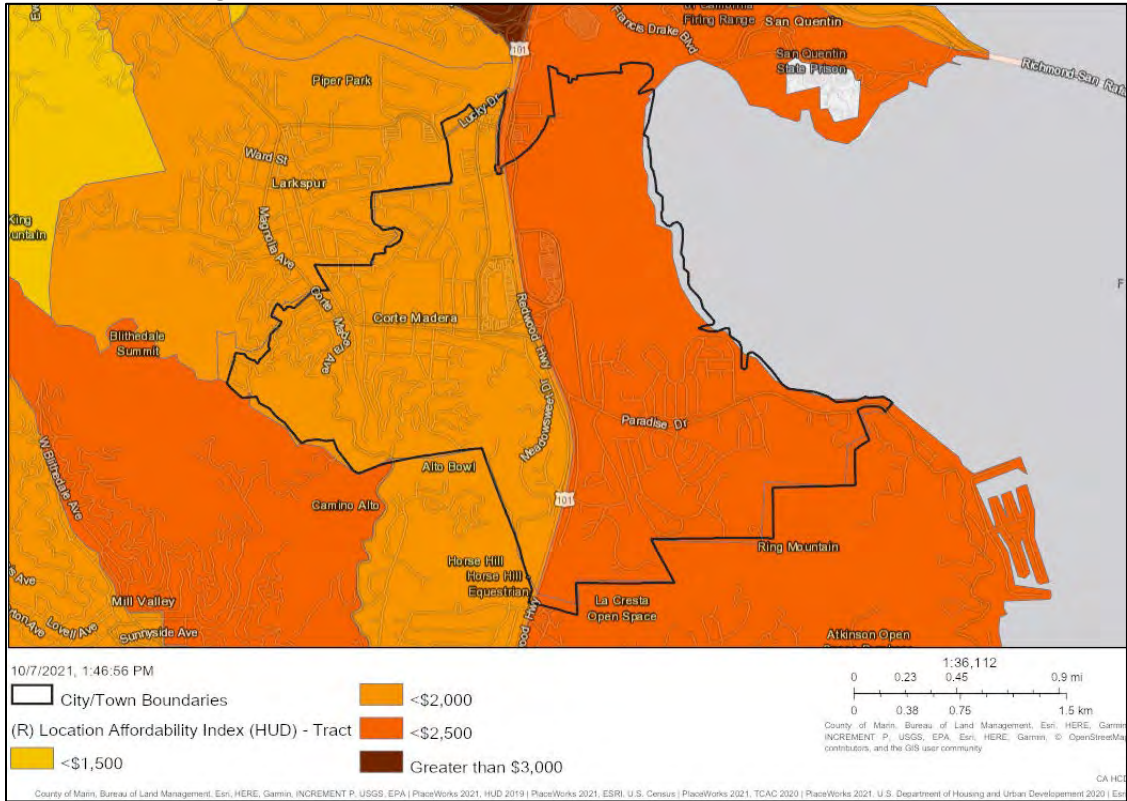 Francis Drake Blvd
Firing Range
San Quentin
101
San Quentin
State Prison
Richmond-San Rafa
Piper Park
Lucky Dr
Ward St
Larkspur
King
untain
Magnolia Ave
F
Redwood Hwy
Corte Madera
Corte Madera Ave
Blithedale
Summit
Meadowsweet
Paradise Dr
W Blithedale Ave
Alto Bowl
Camino Alto
101
Ring Mountain
Horse Hill
Horse Hill
Equestrian
La Cresta
Open Space
Mill Valley
Lovell Ave
Sunnyside Ave
ood Hwy
Atkinson Open
10/7/2021, 1:46:56 PM
City/Town Boundaries
(R) Location Affordability Index (HUD) - Tract
<$1,500
<$2,000
<$2,500
Greater than $3,000
1:36,112
0 0.23 0.45 0.9 mi
0 0.38 0.75 1.5 km
County of Marin, Bureau of Land Management, Esri, HERE, Garmin,
INCREMENT P, USGS, EPA, Esri, HERE, Garmin, © OpenStreetMap
contributors, and the GIS user community
CA HCD
County of Marin, Bureau of Land Management, Esri, HERE, Garmin, INCREMENT P, USGS, EPA | PlaceWorks 2021, HUD 2019 | PlaceWorks 2021, ESRI, U.S. Census | PlaceWorks 2021, TCAC 2020 | PlaceWorks 2021, U.S. Department of Housing and Urban Developement 2020 | Esri